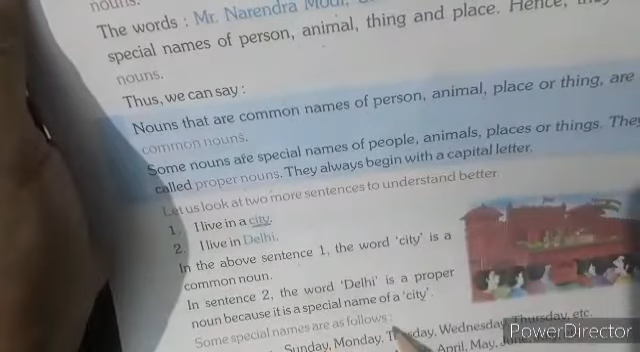 nouns.
The words : Mr. Narendra Modi,
special names of person, animal, thing and place. Hence,
nouns.
Thus, we can say :
Nouns that are common names of person, animal, place or thing, are
common nouns.
Some nouns are special names of people, animals, places or things. They
called proper nouns. They always begin with a capital letter.
Let us look at two more sentences to understand better
1. I live in a city.
2. I live in Delhi.
In the above sentence 1, the word 'city' is a
common noun.
In sentence 2, the word 'Delhi' is a proper
noun because it is a special name of a 'city'.
Some special names are as follows :
Sunday, Monday, Tuesday, Wednesday, Thursday, etc.
April, May,
PowerDirector